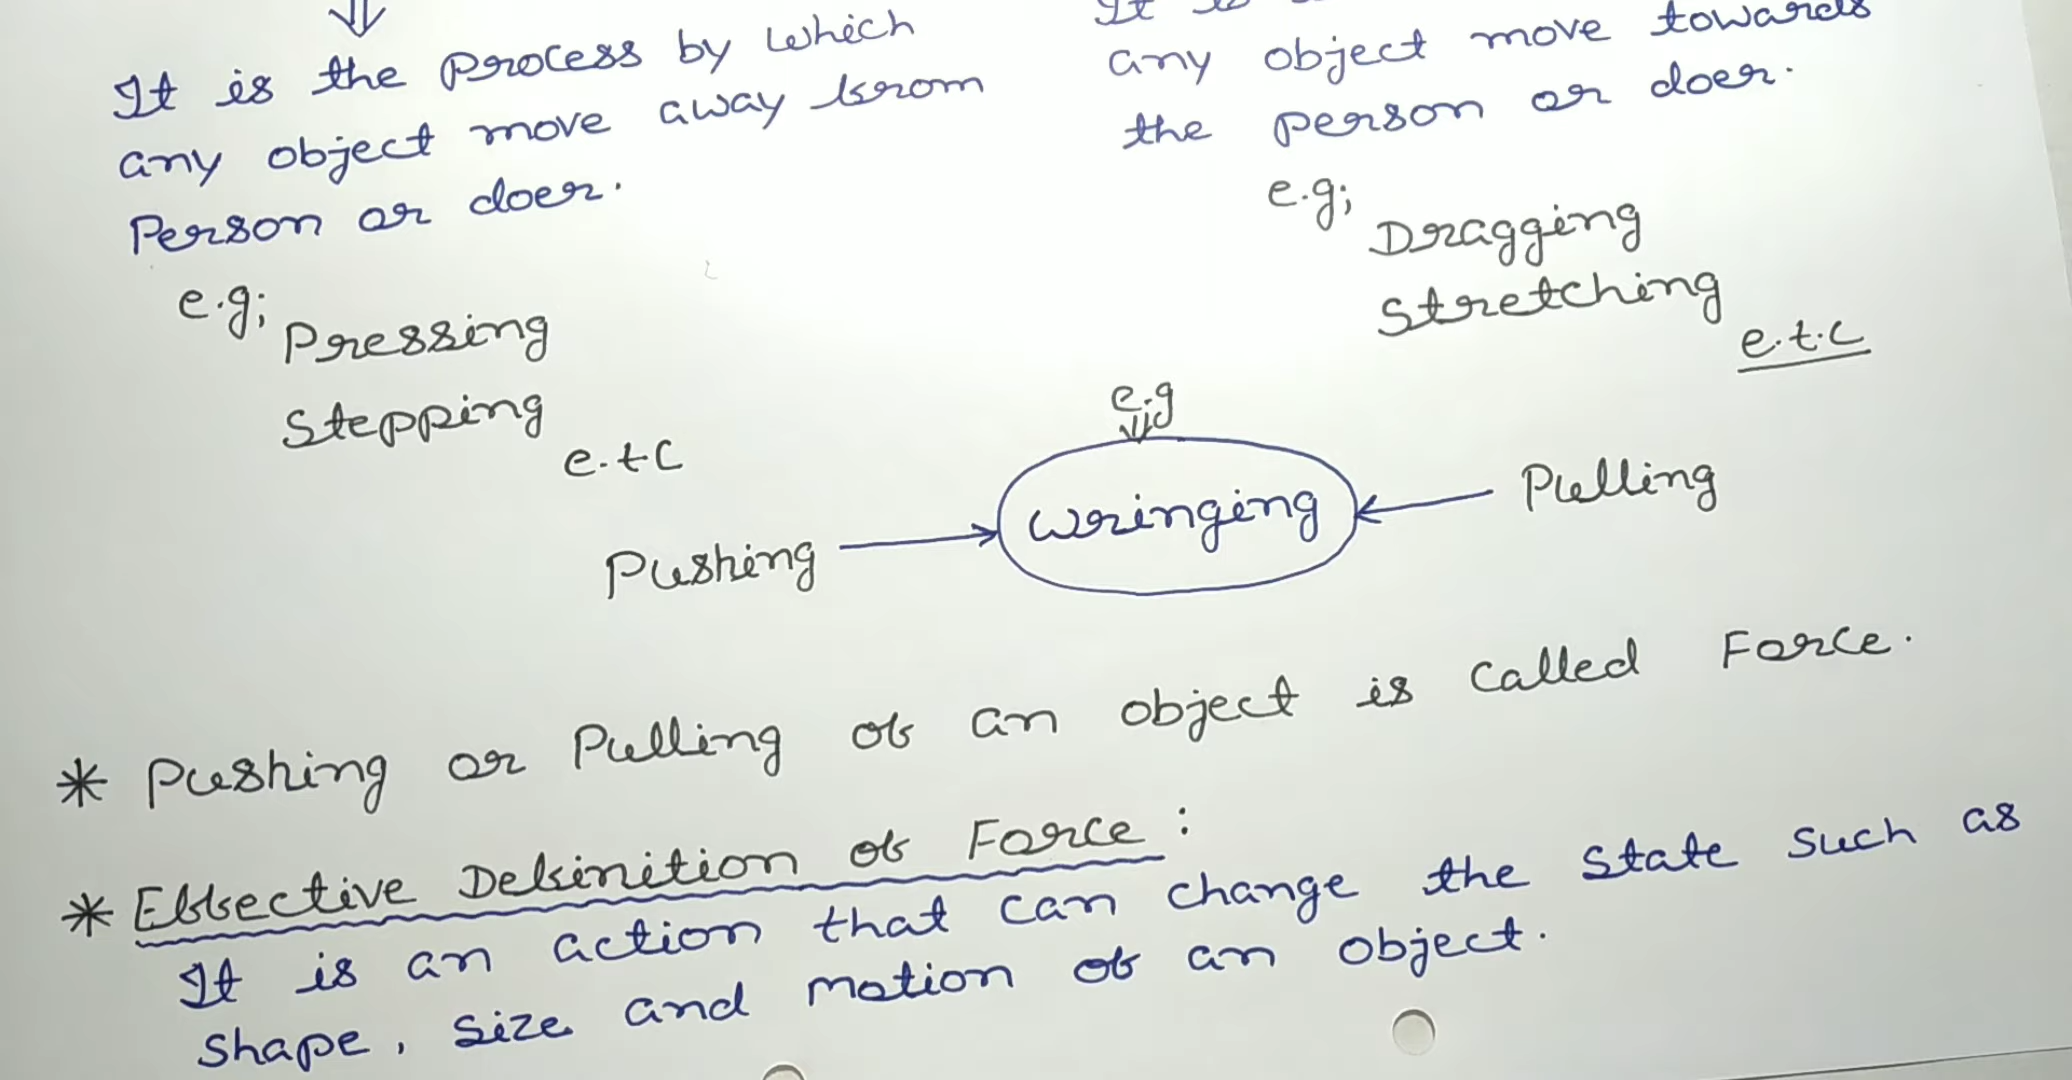 It is the Process by which
any object move away from
Person or doer.
e.g;
Pressing
Stepping
e.t.c
It is
any object move towards
the person or doer.
e.g;
Dragging
Stretching
e.t.c
e.g
Pushing
wringing
Pulling
* Pushing or Pulling of an object is called Force.
* Effective Definition of Force :
It is an action that can change the state such as
shape, size and motion of an object.